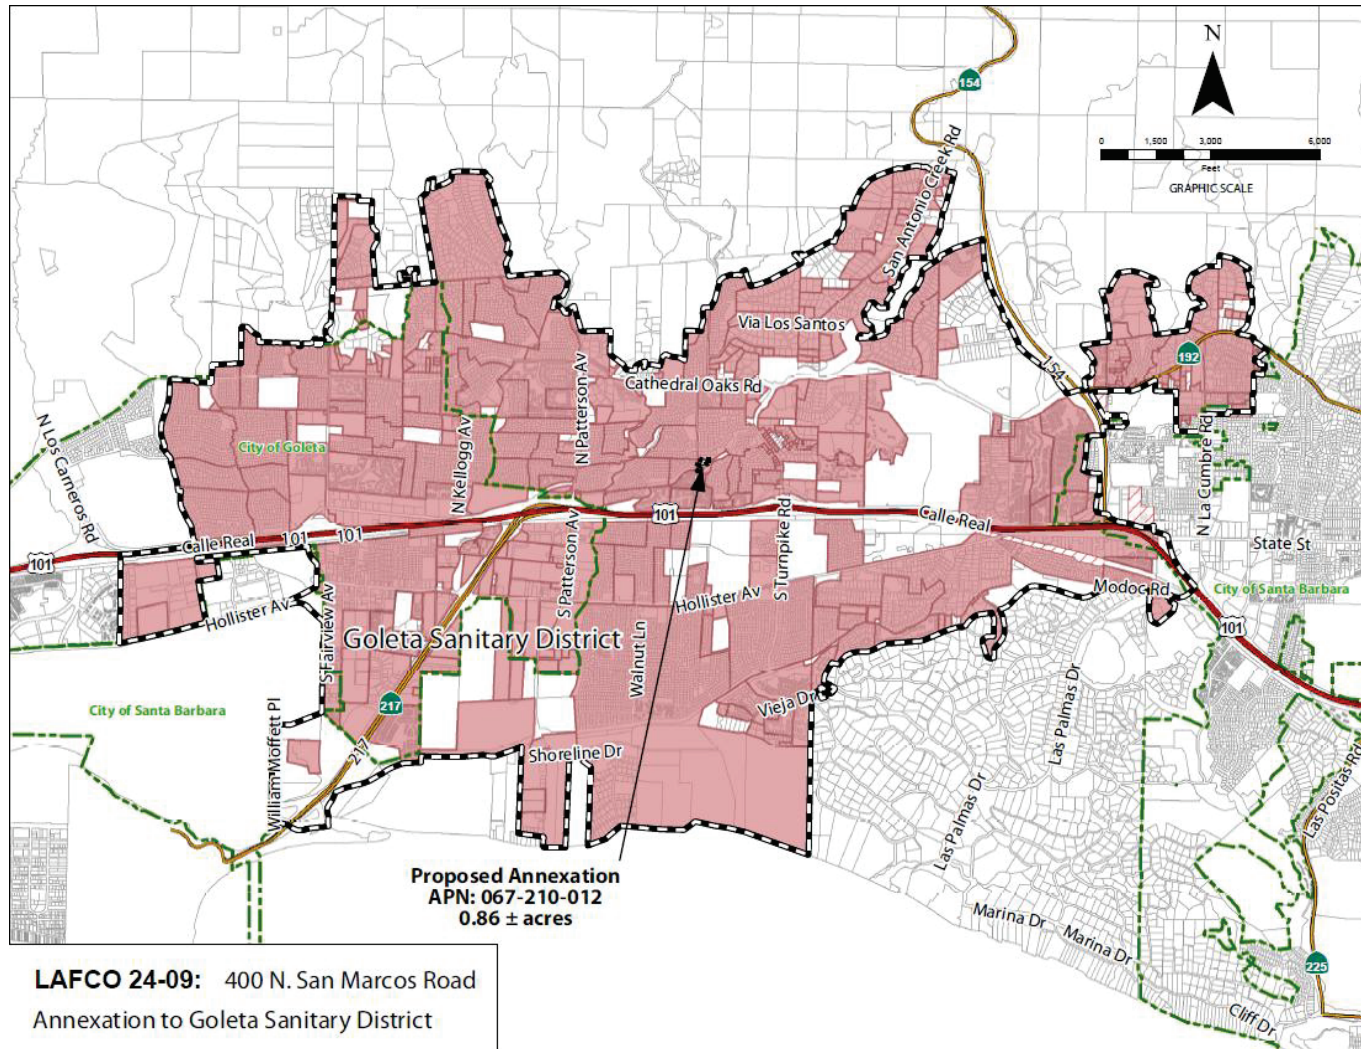 N
154
0 1,500 3,000 6,000
Feet
GRAPHIC SCALE
San Antonio Creek Rd
Via Los Santos
154
192
Cathedral Oaks Rd
N Patterson Av
N Los Carneros Rd
City of Goleta
N Kellogg Av
N La Cumbre Rd
101
Calle Real
101
101
101
S Turnpike Rd
Calle Real
State St
Hollister Av
S Fairview Av
S Patterson Av
Hollister Av
Modoc Rd
City of Santa Barbara
101
Goleta Sanitary District
Walnut Ln
City of Santa Barbara
217
Vieja Dr
Las Palmas Dr
William Moffett Pl
217
Shoreline Dr
Las Palmas Dr
Las Positas Rd
Proposed Annexation
APN: 067-210-012
0.86 ± acres
Marina Dr
Marina Dr
225
Cliff Dr
LAFCO 24-09: 400 N. San Marcos Road
Annexation to Goleta Sanitary District